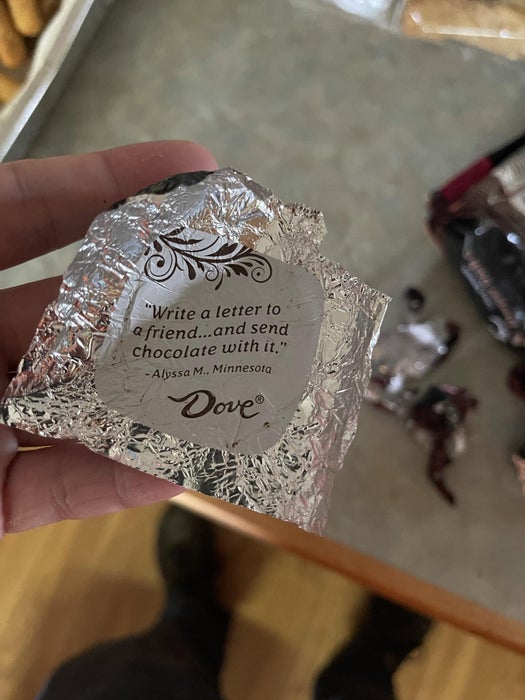 "Write a letter to
a friend...and send
chocolate with it."
- Alyssa M., Minnesota
Dove®